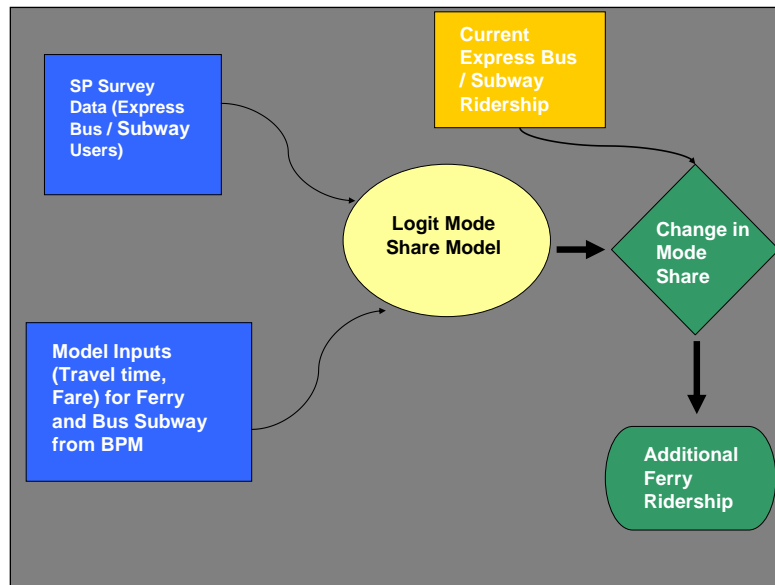 SP Survey
Data (Express
Bus / Subway
Users)
Current
Express Bus
/ Subway
Ridership
Logit Mode
Share Model
Change in
Mode
Share
Model Inputs
(Travel time,
Fare) for Ferry
and Bus Subway
from BPM
Additional
Ferry
Ridership